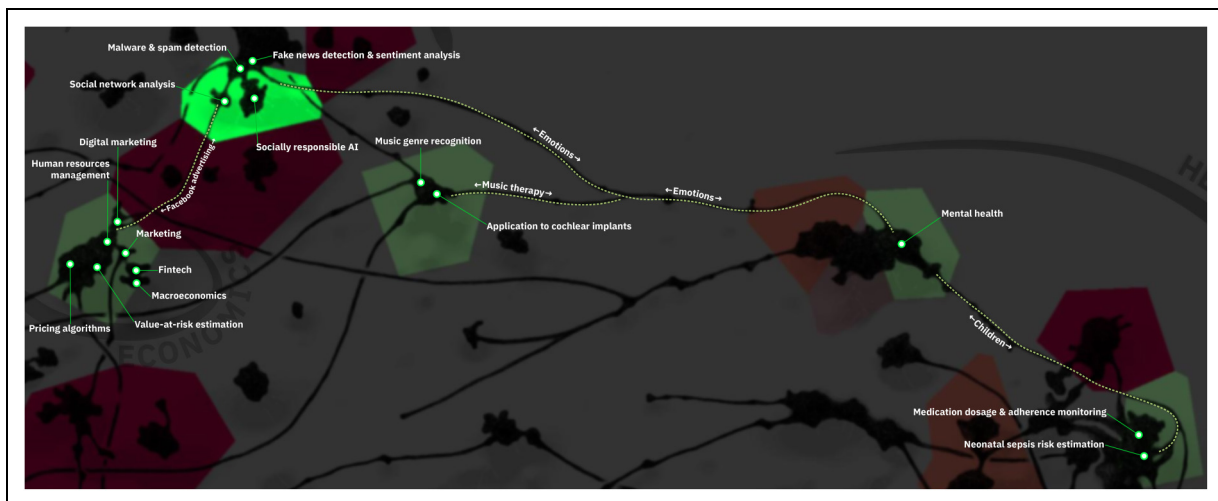 Malware & spam detection
Fake news detection & sentiment analysis
Social network analysis
Socially responsible AI
Digital marketing
Human resources
management
←Facebook advertising→
Marketing
Fintech
Macroeconomics
Pricing algorithms
Value-at-risk estimation
ECONOMICS
Music genre recognition
←Emotions→
←Music therapy→
←Emotions→
Application to cochlear implants
Mental health
←Children→
Medication dosage & adherence monitoring
Neonatal sepsis risk estimation